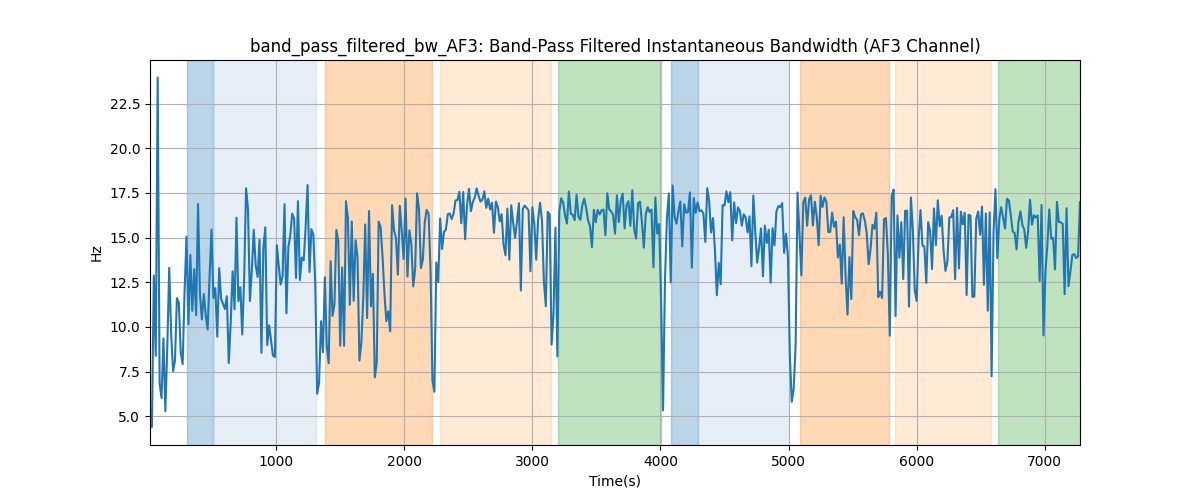 band_pass_filtered_bw_AF3: Band-Pass Filtered Instantaneous Bandwidth (AF3 Channel)
22.5
20.0
17.5
15.0
12.5
10.0
7.5
5.0
Hz
1000 2000 3000 4000 5000 6000 7000
Time(s)